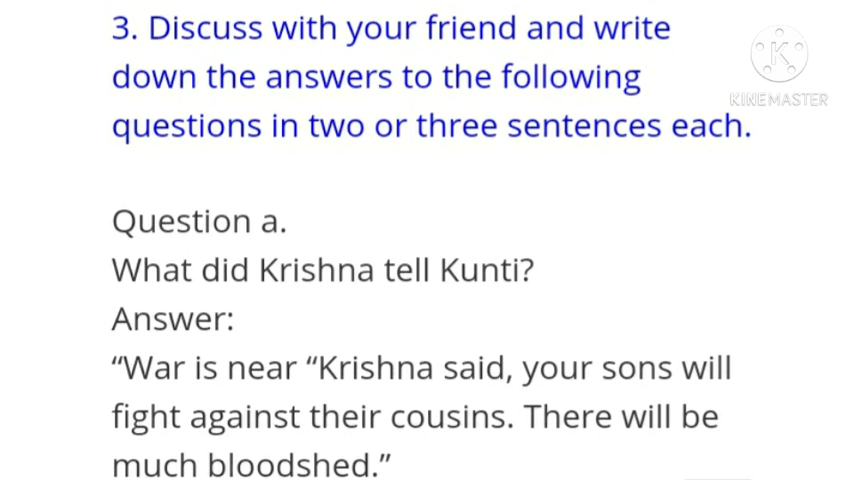 3. Discuss with your friend and write
down the answers to the following
questions in two or three sentences each.
KINEMASTER
Question a.
What did Krishna tell Kunti?
Answer:
“War is near “Krishna said, your sons will
fight against their cousins. There will be
much bloodshed.”